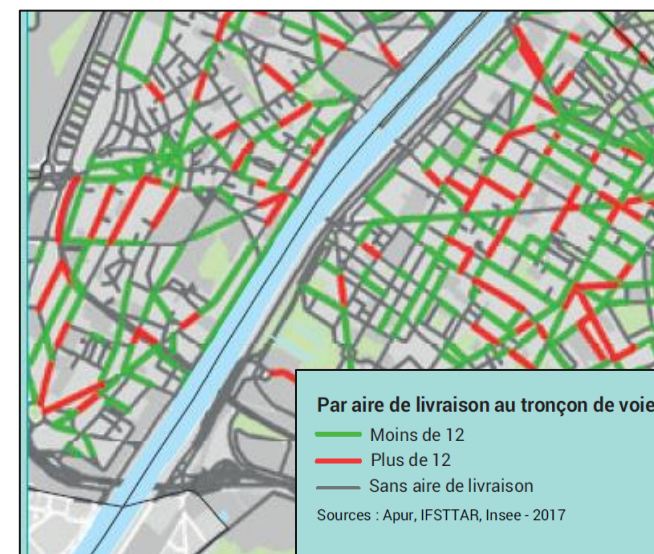 Par aire de livraison au tronçon de voie
Moins de 12
Plus de 12
Sans aire de livraison
Sources : Apur, IFSTTAR, Insee - 2017